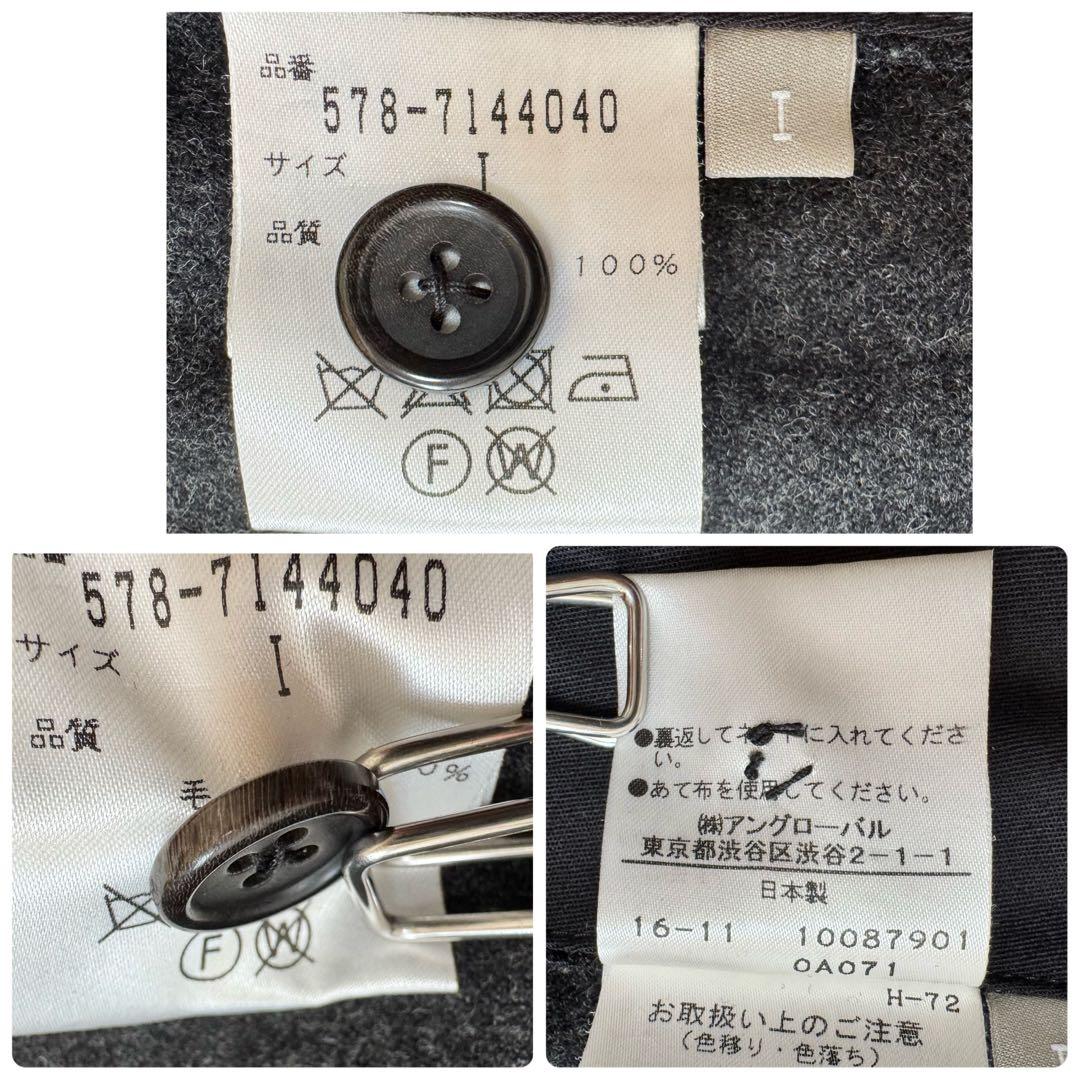 品番
578-7144040
I
サイズ
I
品質
100%
F
W
578-7144040
サイズ
I
品質
毛
%
F
W
●裏返してネットに入れてくださ
い。
●あて布を使用してください。
㈱アングローバル
東京都渋谷区渋谷2-1-1
日本製
16-11 10087901
0A071
H-72
お取扱い上のご注意
(色移り・色落ち)